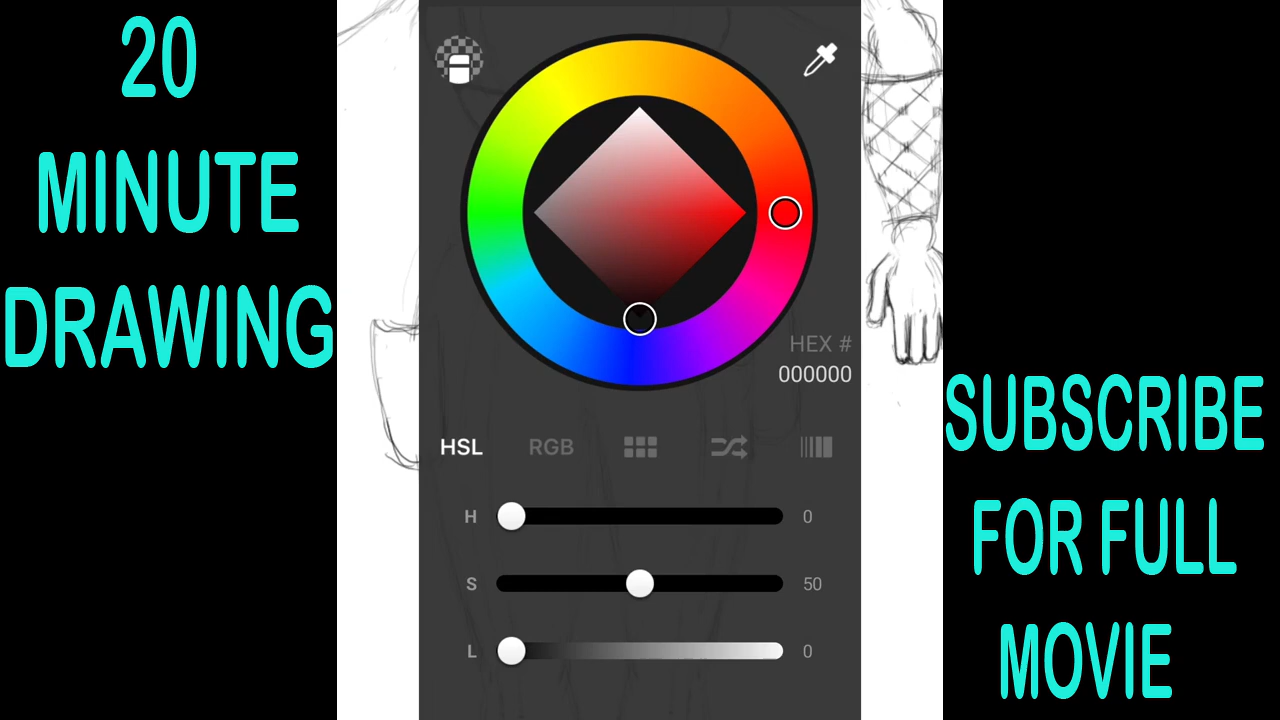 20
MINUTE
DRAWING
HEX #
000000
HSL RGB
H 0
S 50
L 0
SUBSCRIBE
FOR FULL
MOVIE